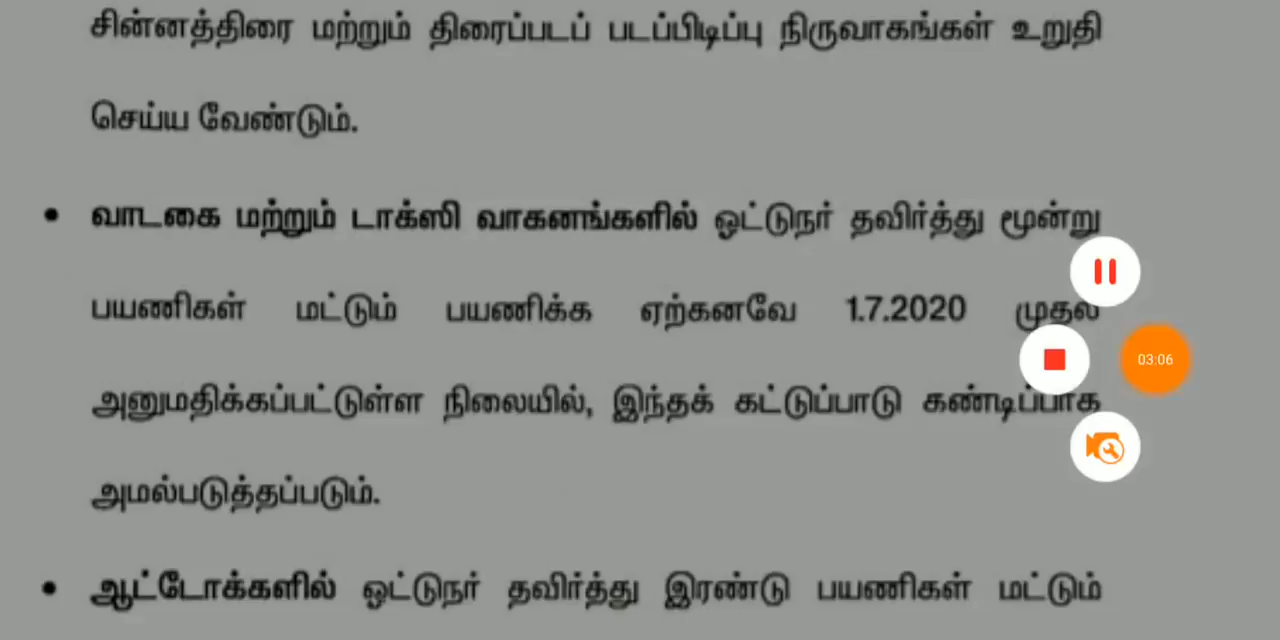 சின்னத்திரை மற்றும் திரைப்படப் படப்பிடிப்பு நிருவாகங்கள் உறுதி
செய்ய வேண்டும்.
• வாடகை மற்றும் டாக்ஸி வாகனங்களில் ஓட்டுநர் தவிர்த்து மூன்று
பயணிகள் மட்டும் பயணிக்க ஏற்கனவே 1.7.2020 முதல்
அனுமதிக்கப்பட்டுள்ள நிலையில், இந்தக் கட்டுப்பாடு கண்டிப்பாக
அமல்படுத்தப்படும்.
• ஆட்டோக்களில் ஓட்டுநர் தவிர்த்து இரண்டு பயணிகள் மட்டும்
03:06